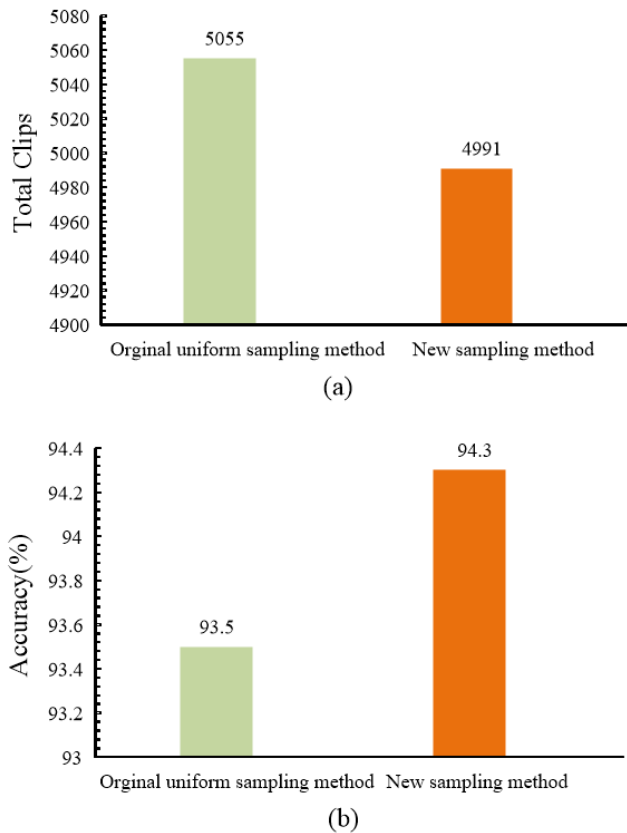 5080
5060
5040
5020
5000
4980
4960
4940
4920
4900
Total Clips
5055
4991
Orginal uniform sampling method
New sampling method
(a)
94.4
94.2
94
93.8
93.6
93.4
93.2
93
Accuracy(%)
93.5
94.3
Orginal uniform sampling method
New sampling method
(b)